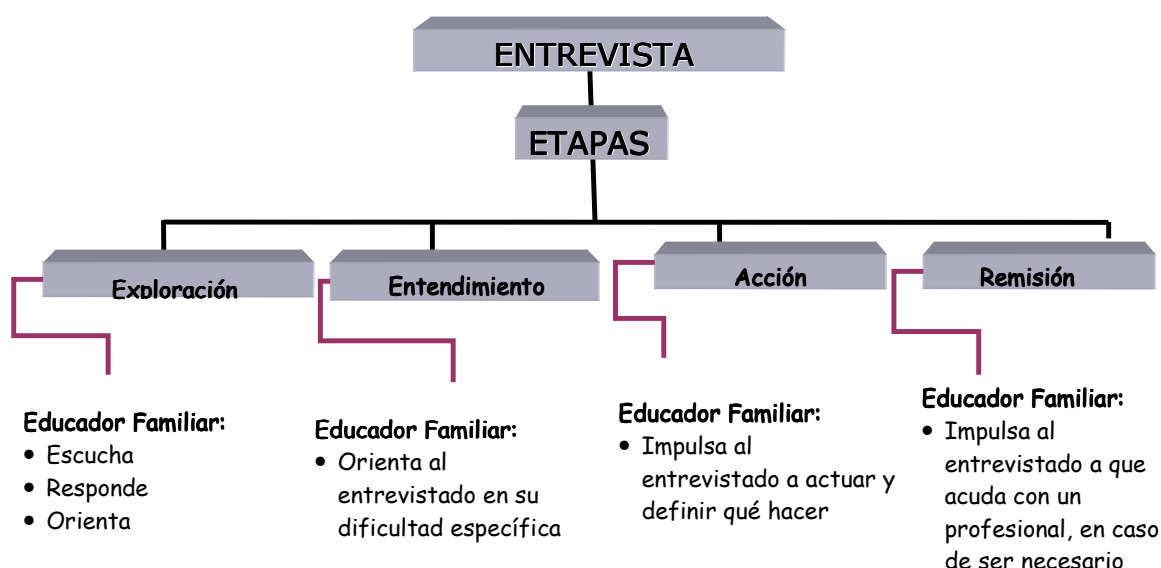 ENTREVISTA
ETAPAS
Exploración
Entendimiento
Acción
Remisión
Educador Familiar:
• Escucha
• Responde
• Orienta
Educador Familiar:
• Orienta al
entrevistado en su
dificultad específica
Educador Familiar:
• Impulsa al
entrevistado a actuar y
definir qué hacer
Educador Familiar:
• Impulsa al
entrevistado a que
acuda con un
profesional, en caso
de ser necesario